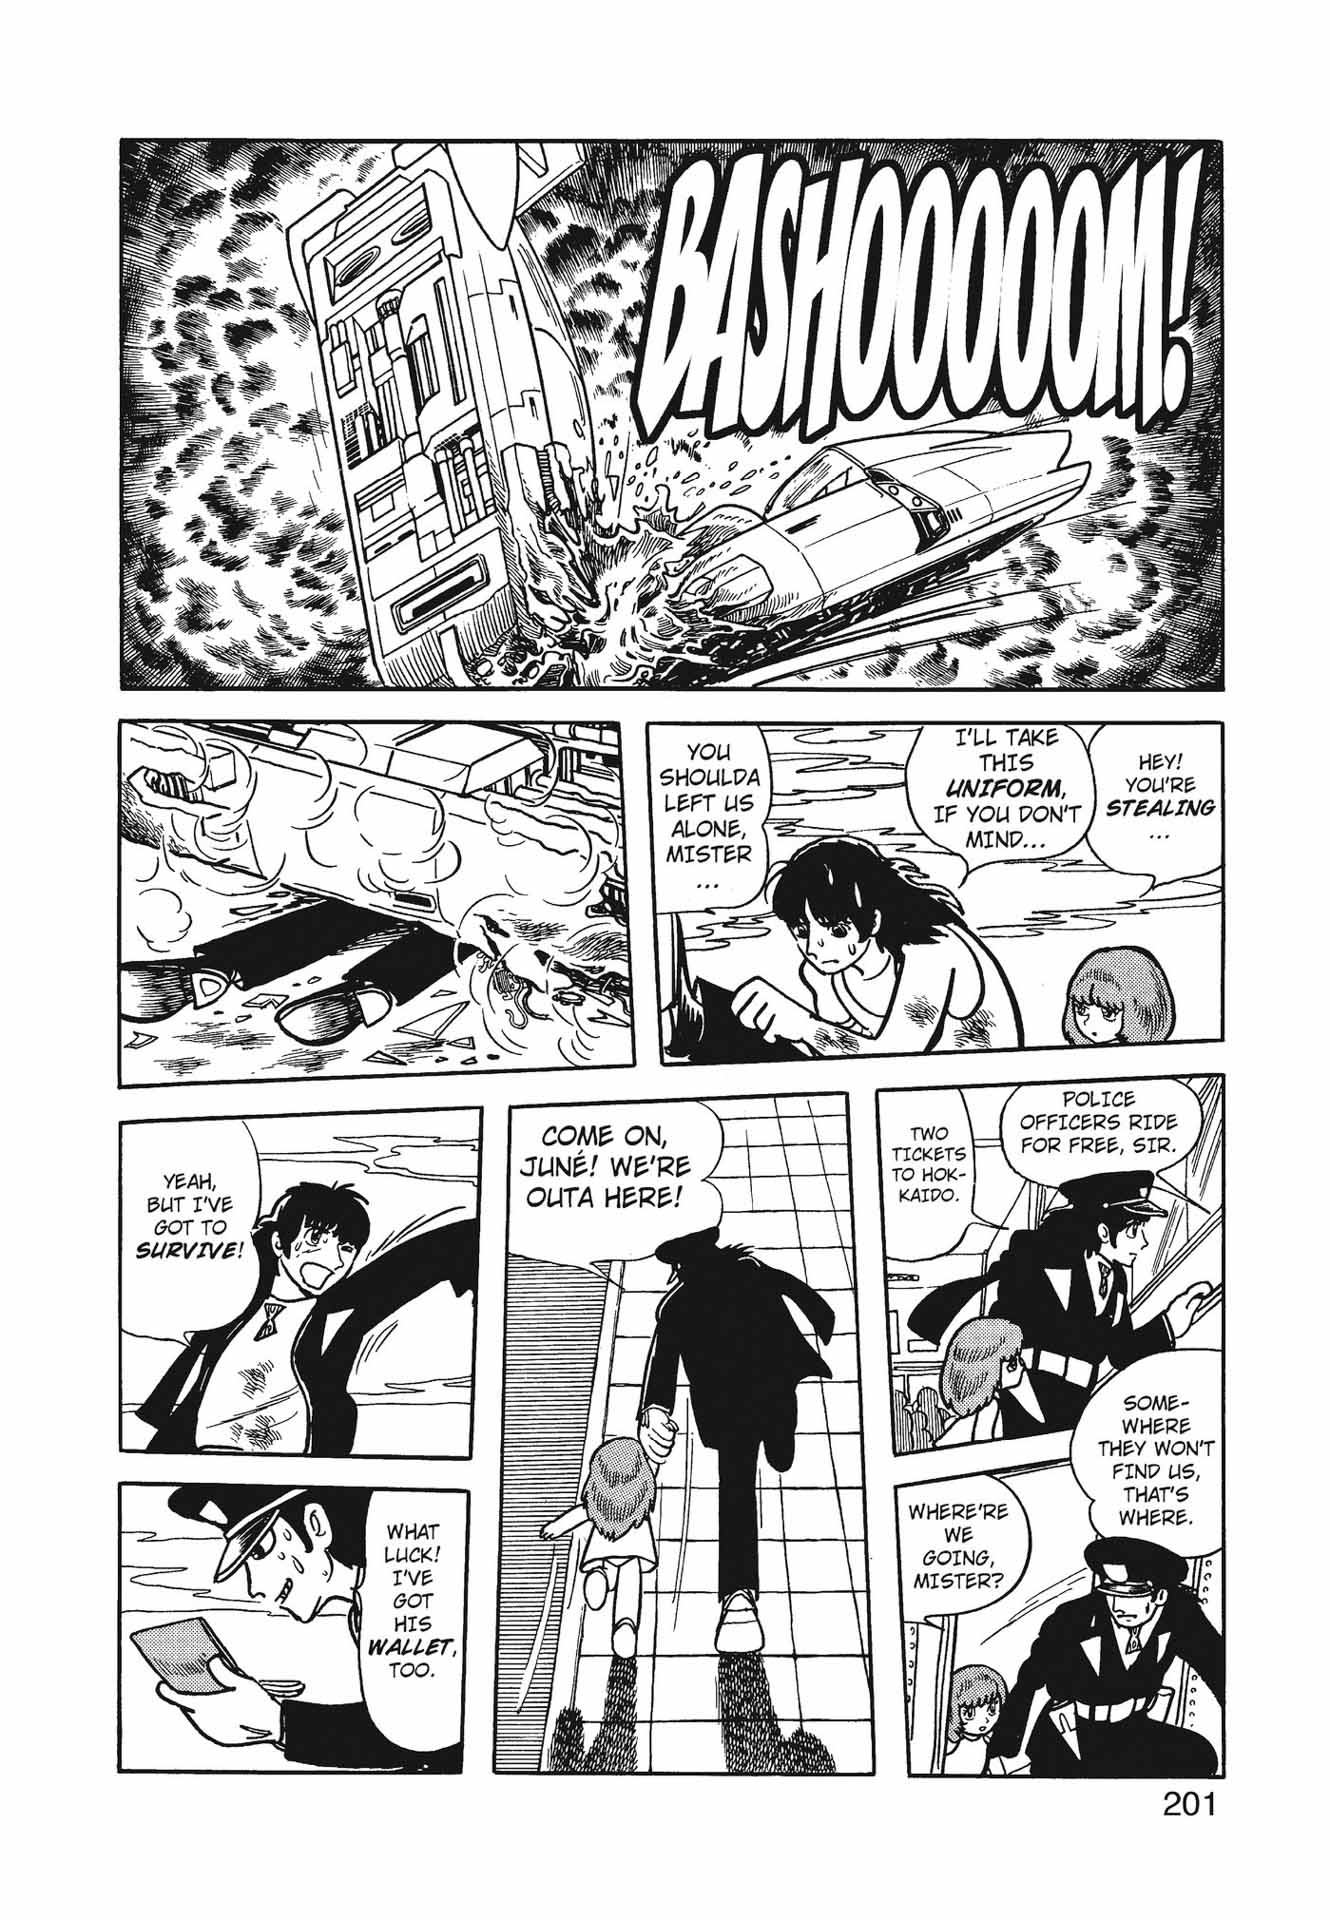 BASHOOOOOM!
YOU
SHOULDA
LEFT US
ALONE,
MISTER
...
I'LL TAKE
THIS
UNIFORM,
IF YOU DON'T
MIND...
HEY!
YOU'RE
STEALING
...
YEAH,
BUT I'VE
GOT TO
SURVIVE!
WHAT
LUCK!
I'VE
GOT
HIS
WALLET,
TOO.
COME ON,
JUNÉ! WE'RE
OUTA HERE!
TWO
TICKETS
TO HOK-
KAIDO.
POLICE
OFFICERS RIDE
FOR FREE, SIR.
WHERE'RE
WE
GOING,
MISTER?
SOME-
WHERE
THEY WON'T
FIND US,
THAT'S
WHERE.
201